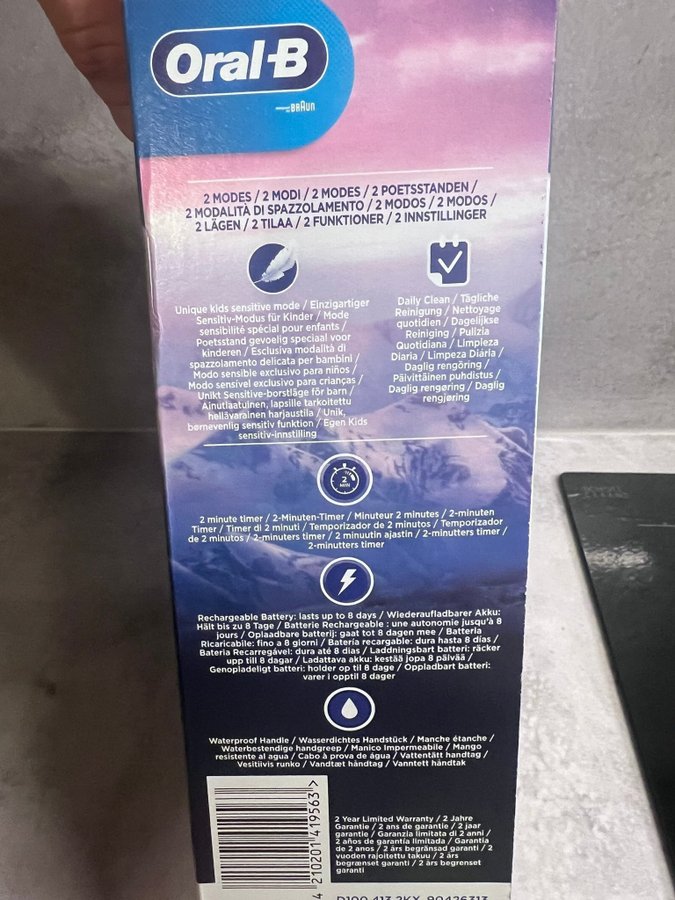 Oral-B
BRAUN
2 MODES / 2 MODI / 2 MODES / 2 POETSSTANDEN /
2 MODALITÀ DI SPAZZOLAMENTO / 2 MODOS / 2 MODOS /
2 LÄGEN / 2 TILAA / 2 FUNKTIONER / 2 INNSTILLINGER
Unique kids sensitive mode / Einzigartiger
Sensitiv-Modus für Kinder / Mode
sensibilité spécial pour enfants /
Poetsstand gevoelig speciaal voor
kinderen / Esclusiva modalità di
spazzolamento delicata per bambini /
Modo sensible exclusivo para niños /
Modo sensível exclusivo para crianças /
Unikt Sensitive-borstläge för barn /
Ainutlaatuinen, lapsille tarkoitettu
hellävarainen harjaustila / Unik,
børnevenlig sensitiv funktion / Egen Kids
sensitiv-innstilling
Daily Clean / Tägliche
Reinigung / Nettoyage
quotidien / Dagelijkse
Reiniging / Pulizia
Quotidiana / Limpieza
Diaria / Limpeza Diária /
Daglig rengöring /
Päivittäinen puhdistus /
Daglig rengøring / Daglig
rengjøring
2
MIN
2 minute timer / 2-Minuten-Timer / Minuteur 2 minutes / 2-minuten
Timer / Timer di 2 minuti / Temporizador de 2 minutos / Temporizador
de 2 minutos / 2-minuters timer / 2 minuutin ajastin / 2-minutters timer /
2-minutters timer
Rechargeable Battery: lasts up to 8 days / Wiederaufladbarer Akku:
Hält bis zu 8 Tage / Batterie Rechargeable : une autonomie jusqu'à 8
jours / Oplaadbare batterij: gaat tot 8 dagen mee / Batteria
Ricaricabile: fino a 8 giorni / Batería recargable: dura hasta 8 días /
Bateria Recarregável: dura até 8 dias / Laddningsbart batteri: räcker
upp till 8 dagar / Ladattava akku: kestää jopa 8 päivää /
Genopladeligt batteri: holder op til 8 dage / Oppladbart batteri:
varer i opptil 8 dager
Waterproof Handle / Wasserdichtes Handstück / Manche étanche /
Waterbestendige handgreep / Manico Impermeabile / Mango
resistente al agua / Cabo à prova de água / Vattentätt handtag /
Vesitiivis runko / Vandtæt håndtag / Vanntett håndtak
4 210201 419563 >
2 Year Limited Warranty / 2 Jahre
Garantie / 2 ans de garantie / 2 jaar
garantie / Garanzia limitata di 2 anni /
2 años de garantía limitada / Garantia
de 2 anos / 2 års begränsad garanti / 2
vuoden rajoitettu takuu / 2 års
begrænset garanti / 2 års begrenset
garanti
D100.413.2KX 90426313